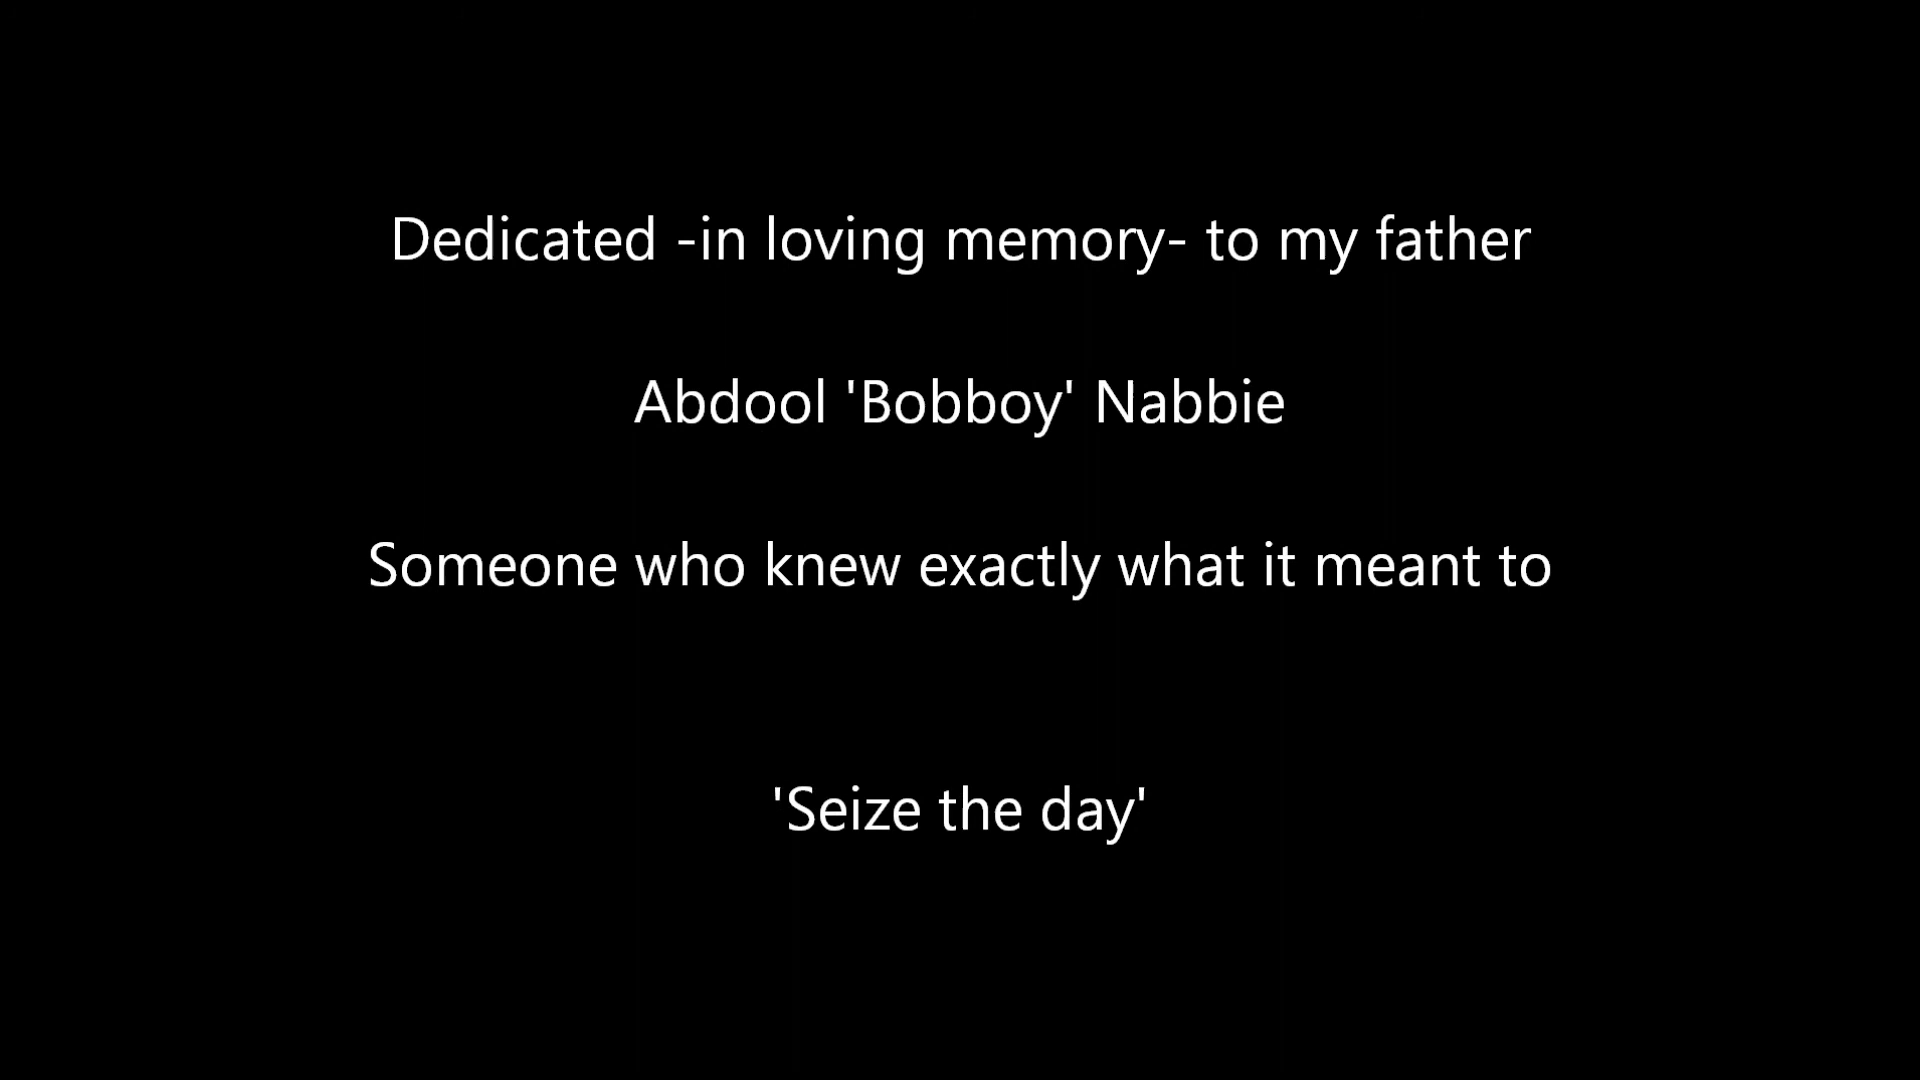 Dedicated -in loving memory- to my father
Abdool 'Bobboy' Nabbie
Someone who knew exactly what it meant to
'Seize the day'